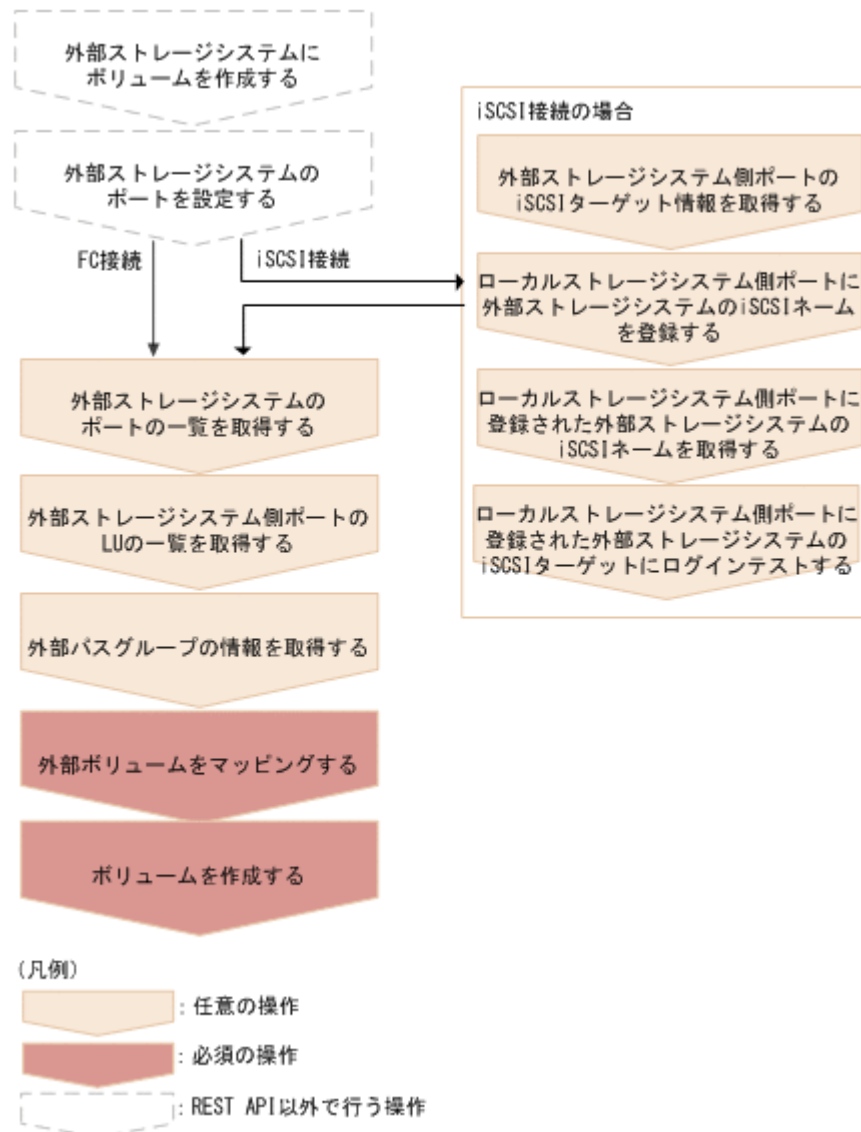 外部ストレージシステムに
ボリュームを作成する
外部ストレージシステムの
ポートを設定する
FC接続
iSCSI接続
iSCSI接続の場合
外部ストレージシステム側ポートの
iSCSIターゲット情報を取得する
ローカルストレージシステム側ポートに
外部ストレージシステムのiSCSIネーム
を登録する
ローカルストレージシステム側ポートに
登録された外部ストレージシステムの
iSCSIネームを取得する
ローカルストレージシステム側ポートに
登録された外部ストレージシステムの
iSCSIターゲットにログインテストする
外部ストレージシステムの
ポートの一覧を取得する
外部ストレージシステム側ポートの
LUの一覧を取得する
外部パスグループの情報を取得する
外部ボリュームをマッピングする
ボリュームを作成する
(凡例)
: 任意の操作
: 必須の操作
: REST API以外で行う操作